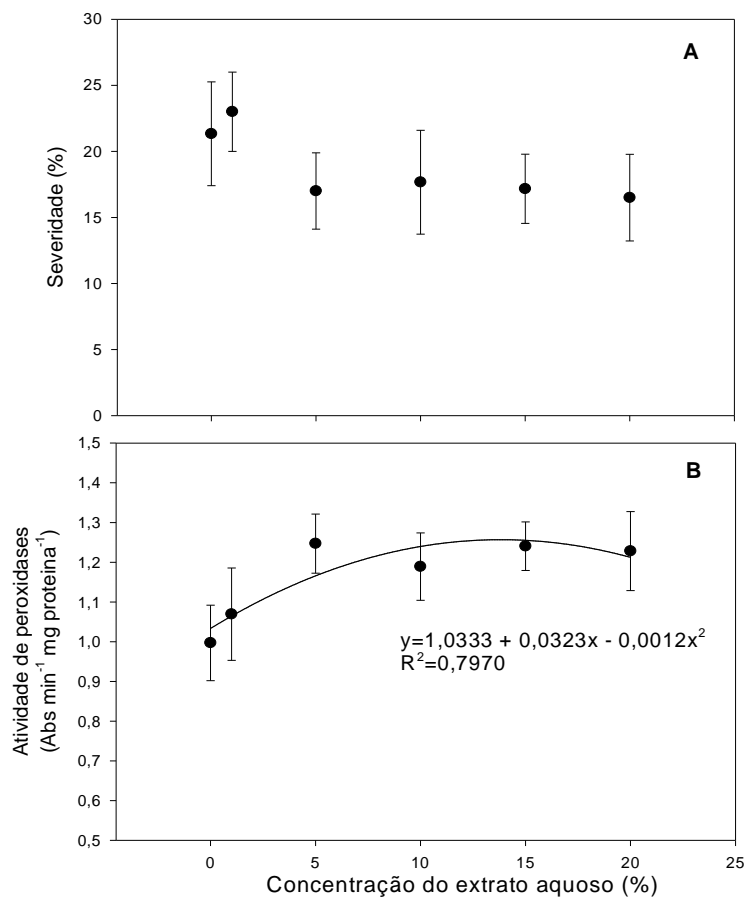 30
A
25
20
15
10
5
0
Severidade (%)
1,5
B
1,4
1,3
1,2
1,1
1,0
0,9
0,8
0,7
0,6
0,5
Atividade de peroxidases
(Abs min⁻¹ mg proteina⁻¹)
y=1,0333 + 0,0323x - 0,0012x²
R²=0,7970
0 5 10 15 20 25
Concentração do extrato aquoso (%)